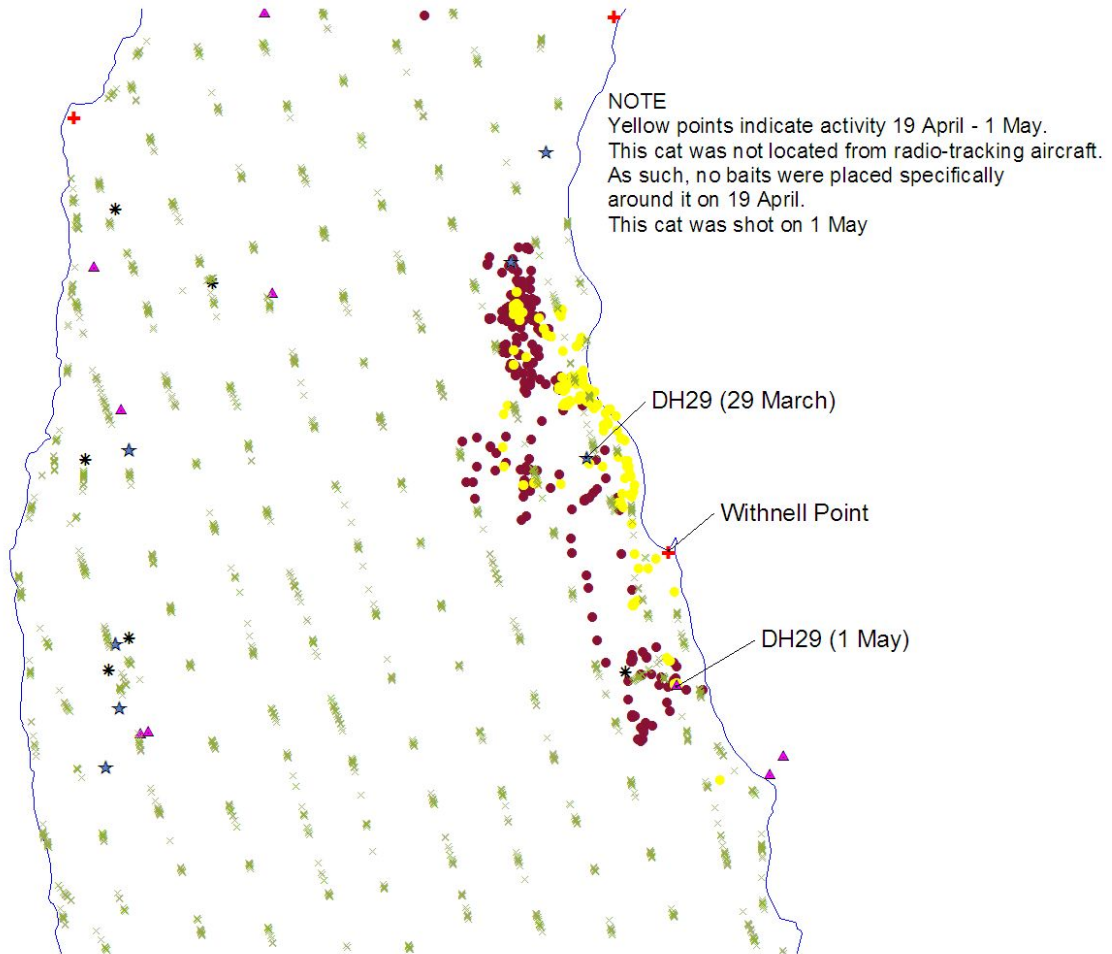 NOTE
Yellow points indicate activity 19 April - 1 May.
This cat was not located from radio-tracking aircraft.
As such, no baits were placed specifically
around it on 19 April.
This cat was shot on 1 May
DH29 (29 March)
Withnell Point
DH29 (1 May)